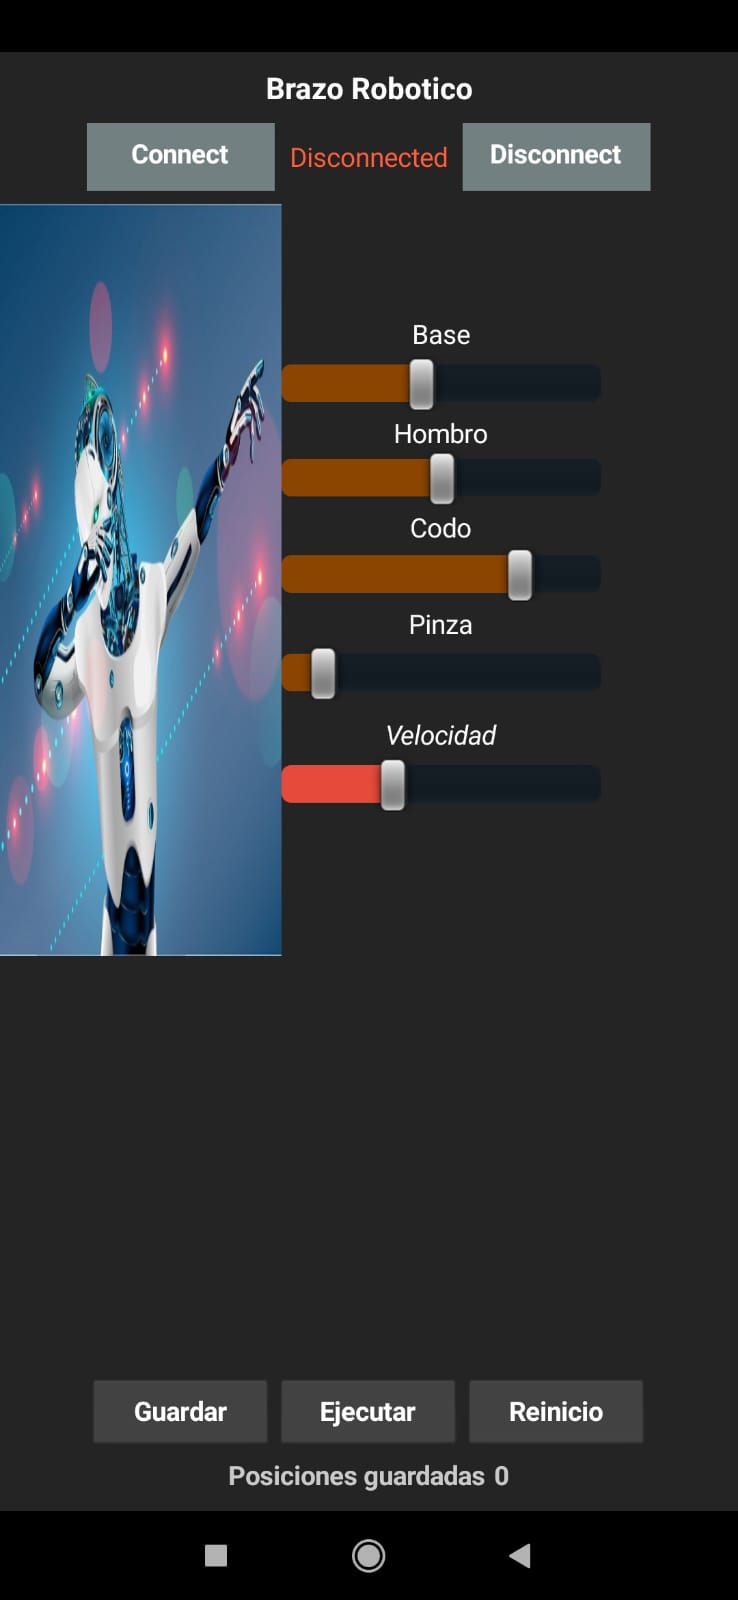 Brazo Robotico
Connect Disconnected Disconnect
Base
Hombro
Codo
Pinza
Velocidad
Guardar Ejecutar Reinicio
Posiciones guardadas 0